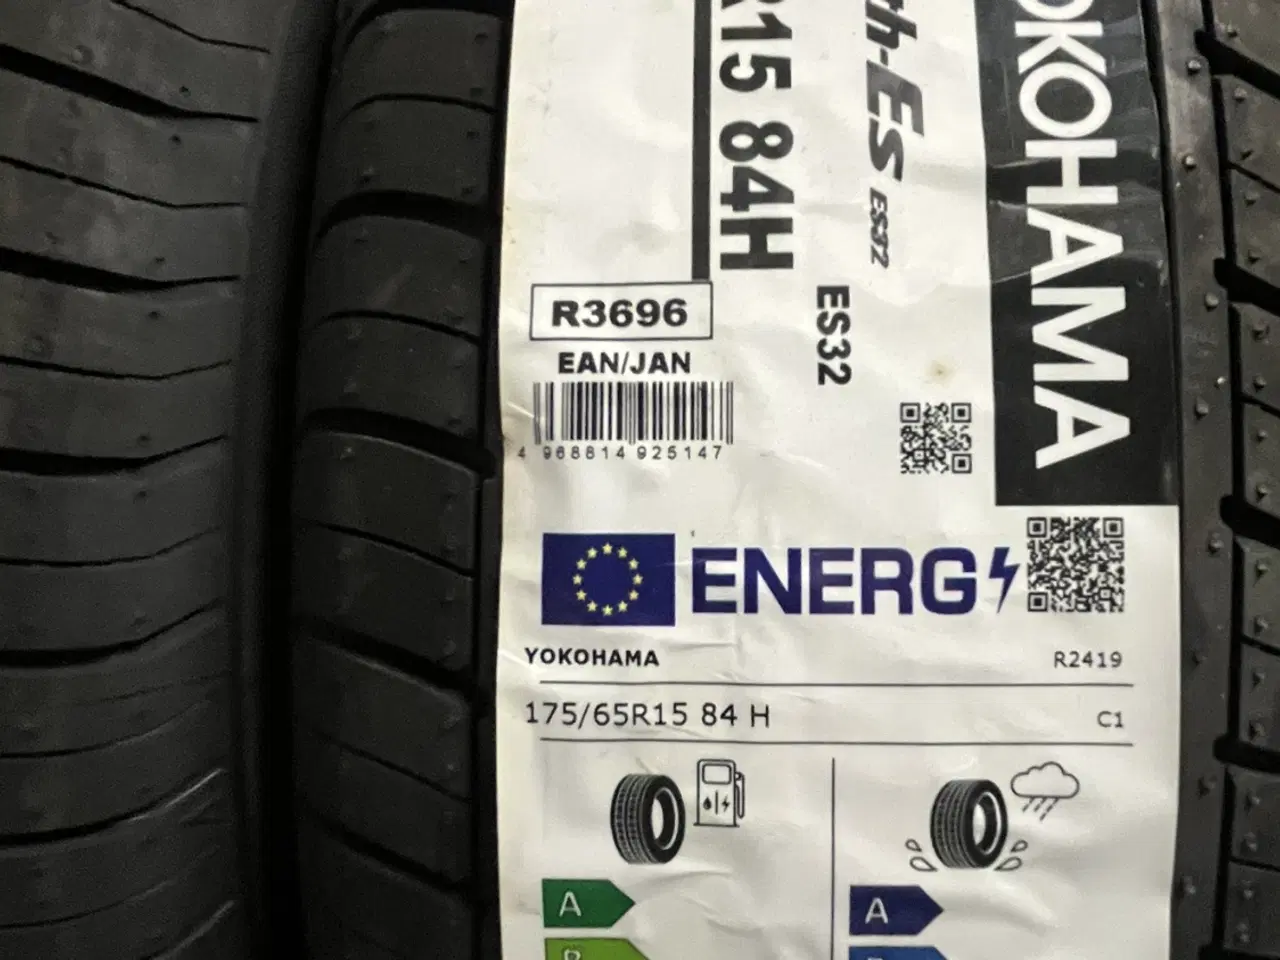 OKOHAMA
th-Es ES32
R15 84H
ES32
R3696
EAN/JAN
4 968814 925147
ENERG
YOKOHAMA
R2419
175/65R15 84 H
C1
A
A
B